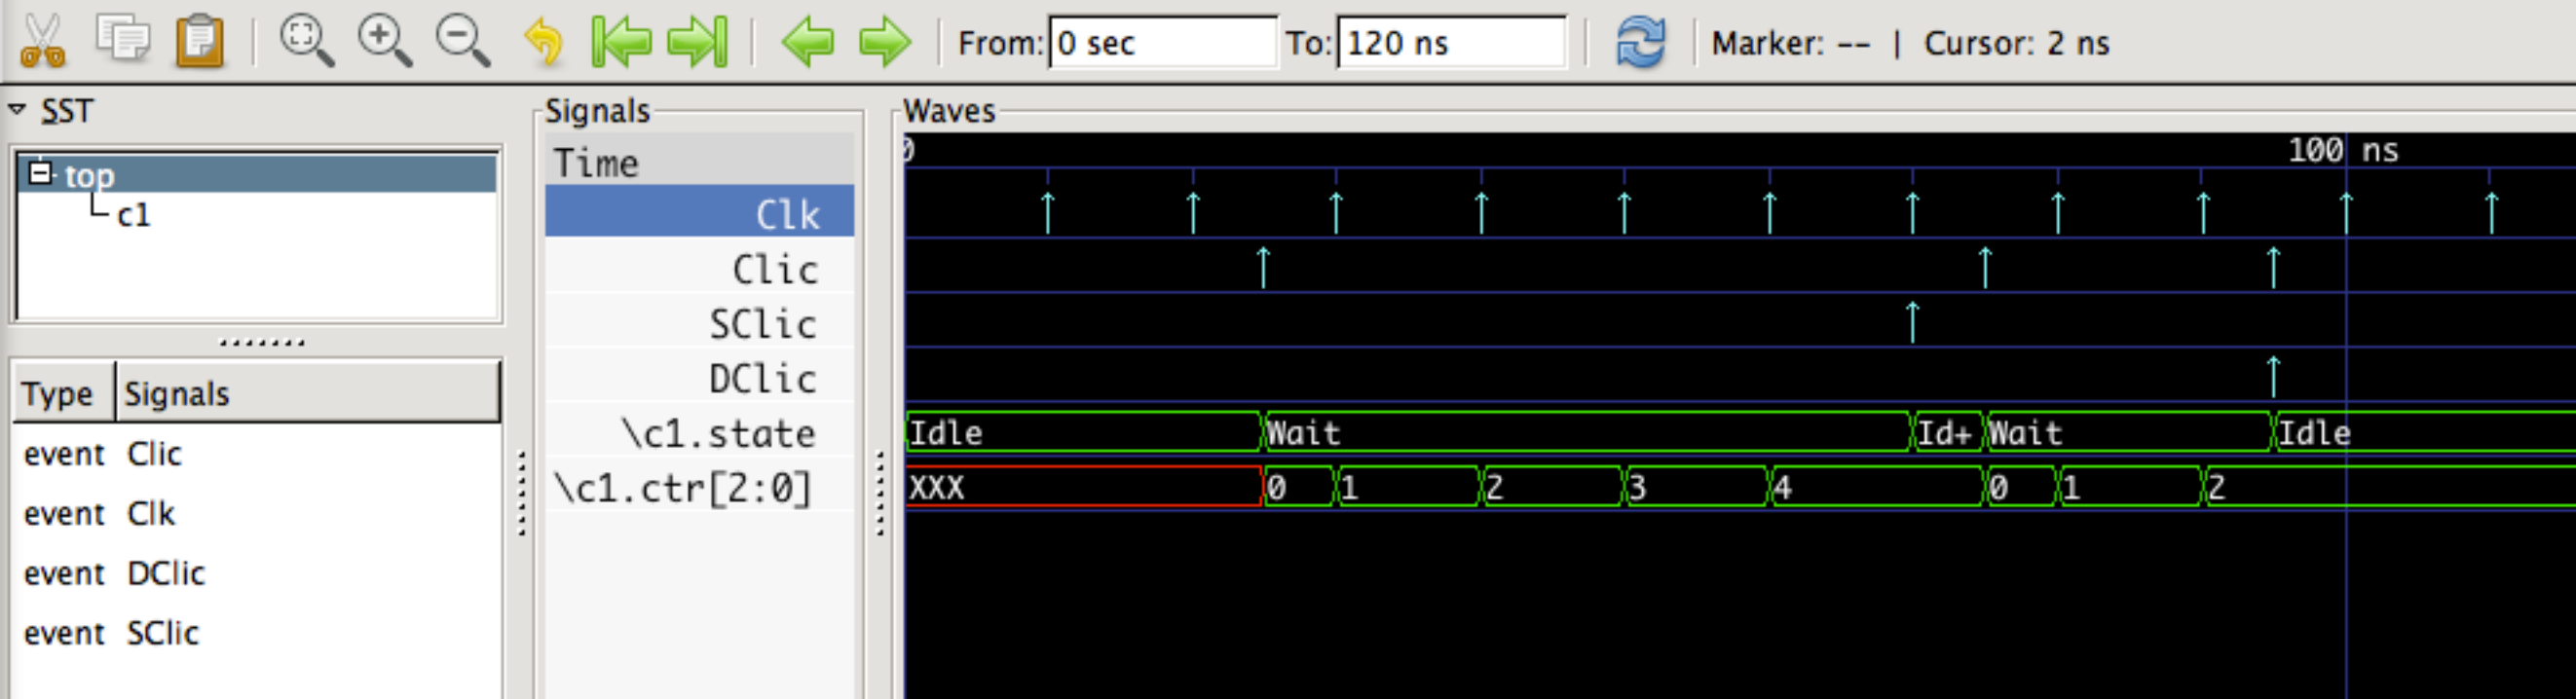 From: 0 sec To: 120 ns Marker: -- | Cursor: 2 ns
SST
top
c1
Type Signals
event Clic
event Clk
event DClic
event SClic
Signals
Time
Clk
Clic
SClic
DClic
\c1.state
\c1.ctr[2:0]
Waves
0 100 ns
Idle Wait Id+ Wait Idle
XXX 0 1 2 3 4 0 1 2